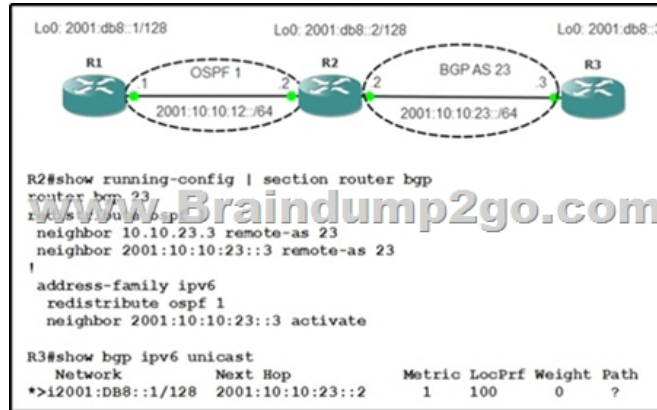 Lo0: 2001:db8::1/128 Lo0: 2001:db8::2/128 Lo0: 2001:db8::3
R1 OSPF 1 R2 BGP AS 23 R3
.1 .2 .2 .3
2001:10:10:12::/64 2001:10:10:23::/64
R2#show running-config | section router bgp
router bgp 23
www.Braindump2go.com
redistribute ospf
neighbor 10.10.23.3 remote-as 23
neighbor 2001:10:10:23::3 remote-as 23
!
address-family ipv6
redistribute ospf 1
neighbor 2001:10:10:23::3 activate
R3#show bgp ipv6 unicast
Network Next Hop Metric LocPrf Weight Path
*>i2001:DB8::1/128 2001:10:10:23::2 1 100 0 ?